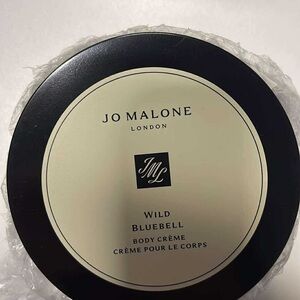 JO MALONE
LONDON
JML
WILD
BLUEBELL
BODY CRÈME
CRÈME POUR LE CORPS